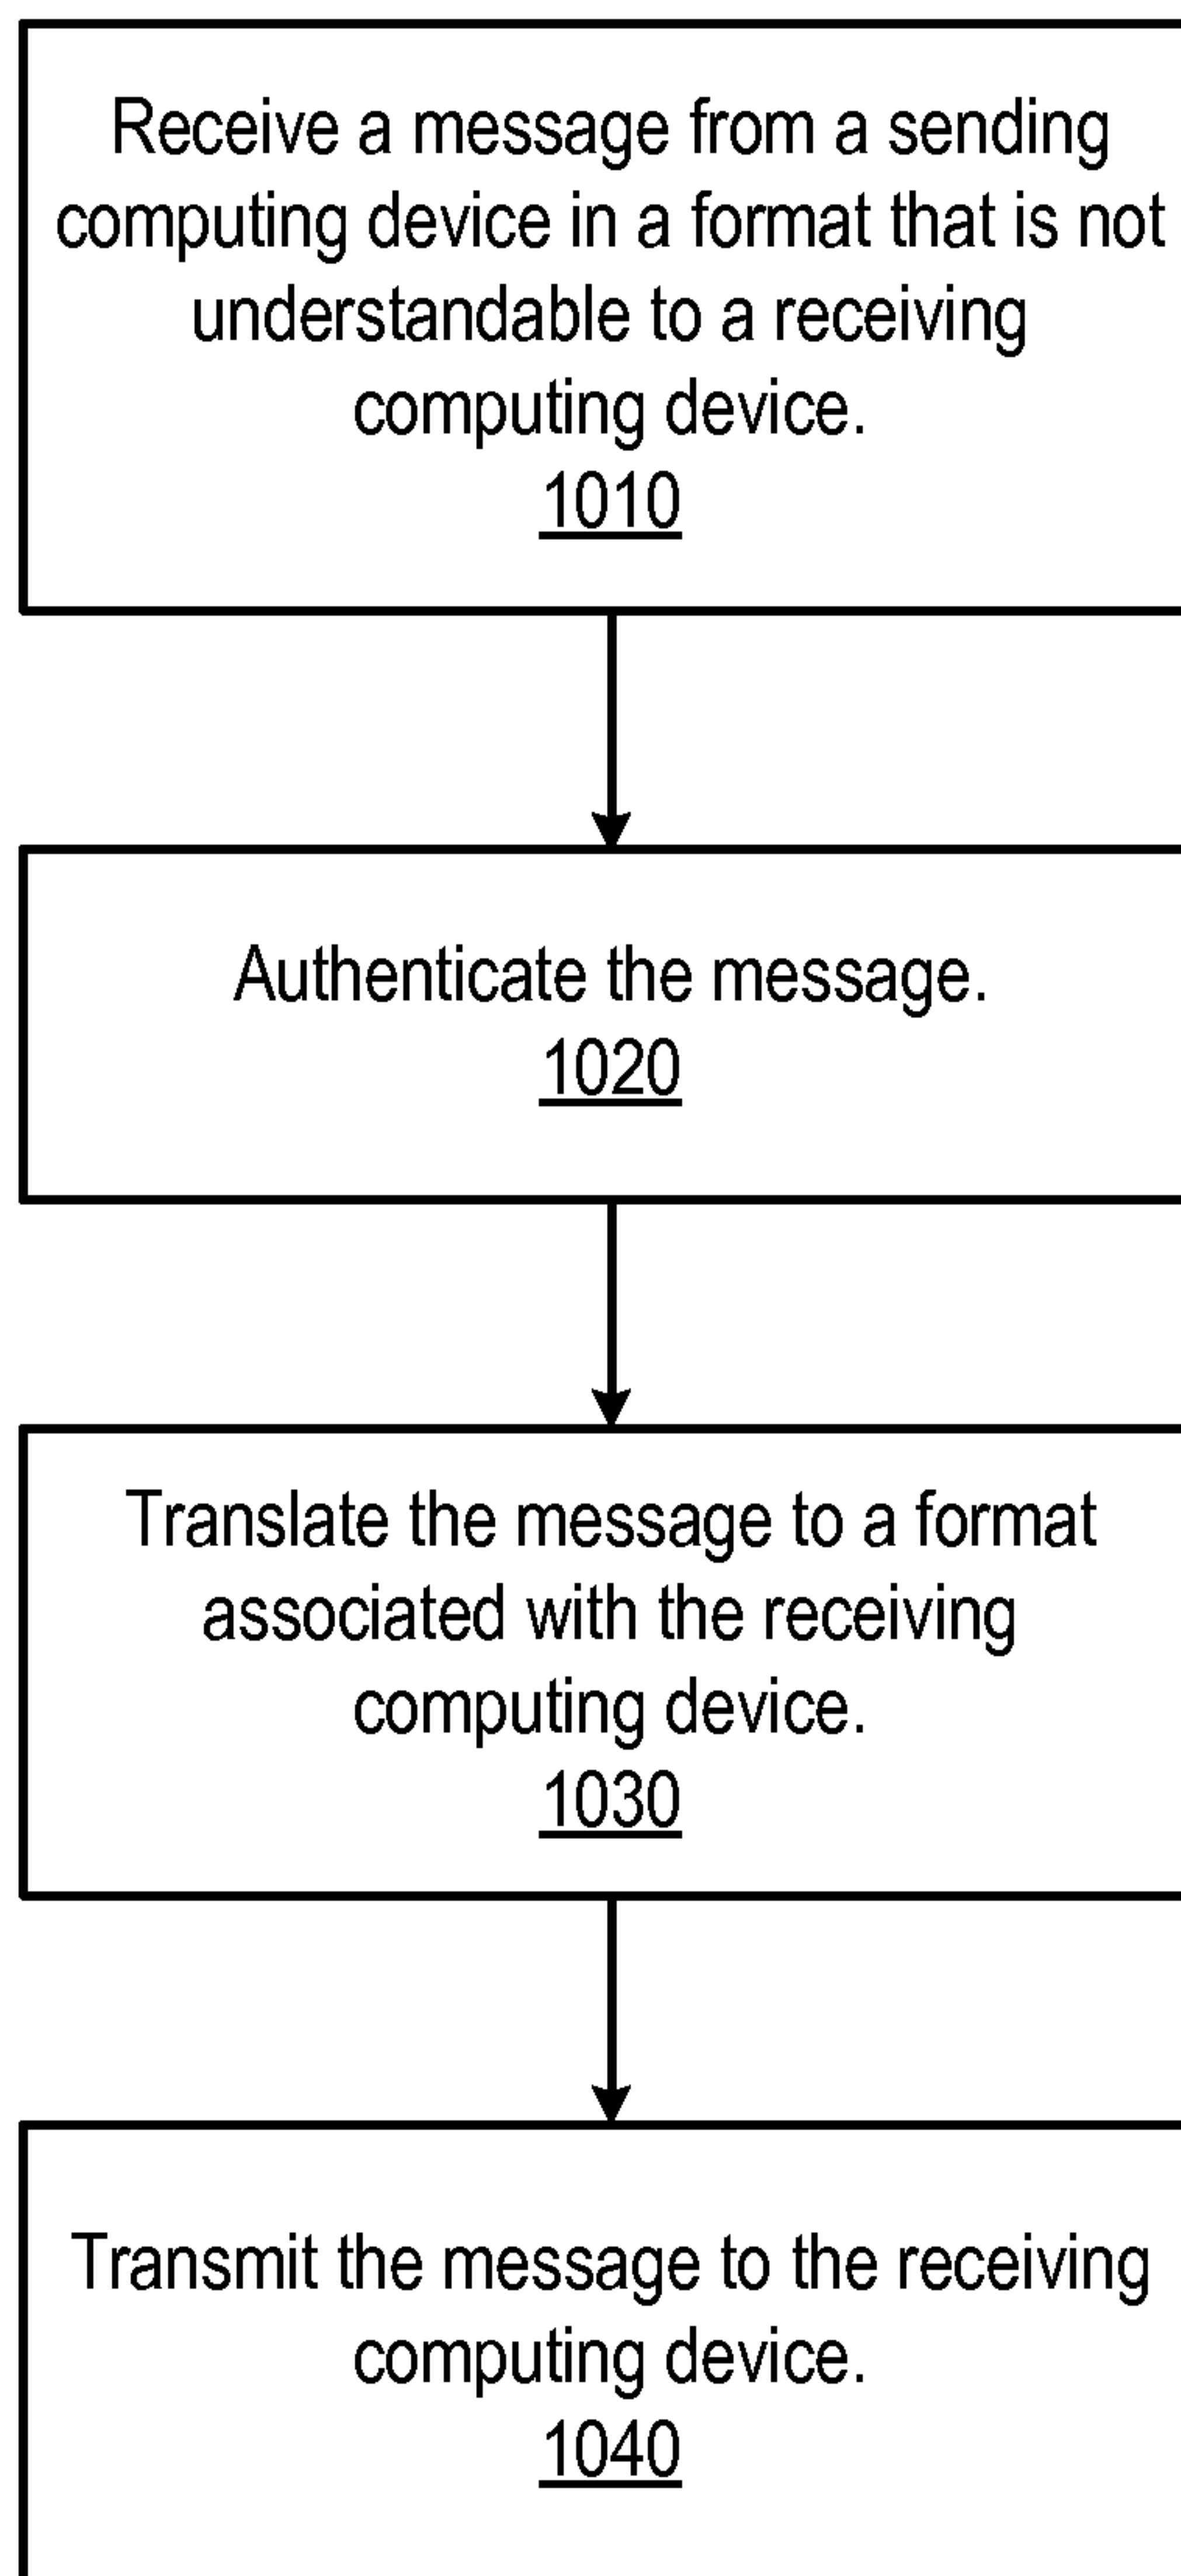 Receive a message from a sending
computing device in a format that is not
understandable to a receiving
computing device.
1010
Authenticate the message.
1020
Translate the message to a format
associated with the receiving
computing device.
1030
Transmit the message to the receiving
computing device.
1040